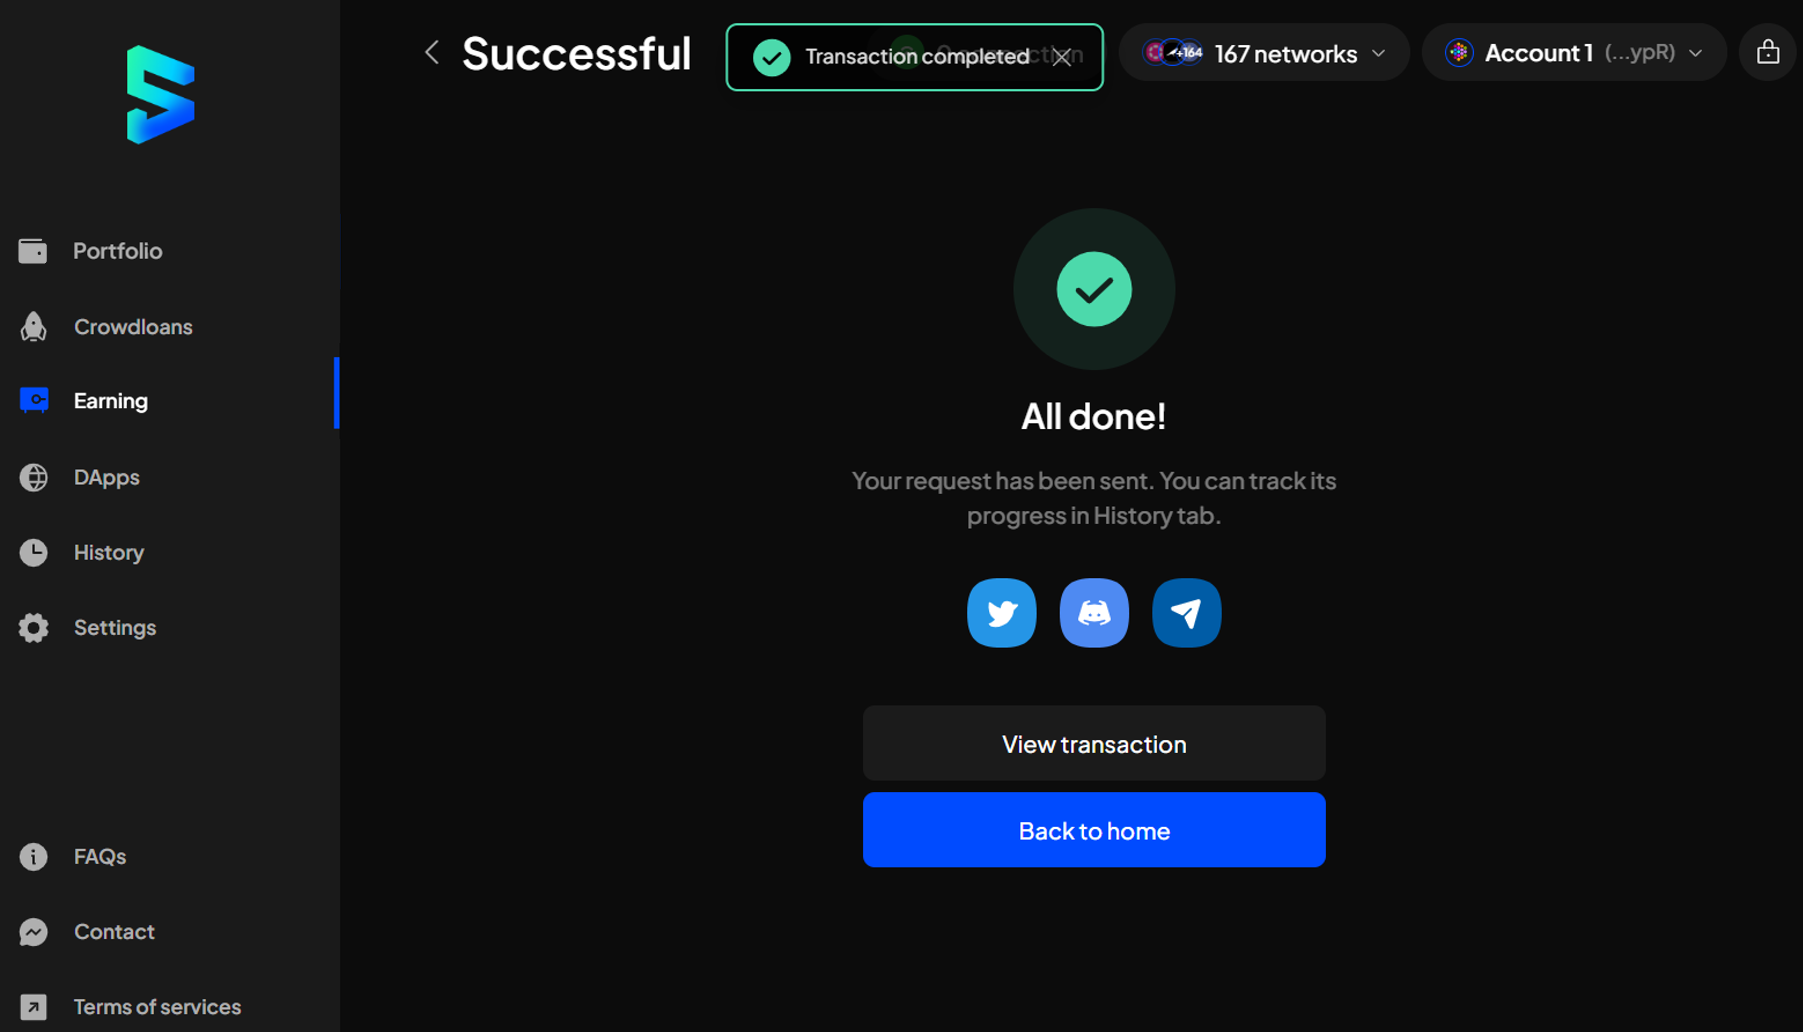 Successful
Transaction completed
+164
167 networks
Account 1 (...ypR)
Portfolio
Crowdloans
Earning
DApps
History
Settings
FAQs
Contact
Terms of services
All done!
Your request has been sent. You can track its
progress in History tab.
View transaction
Back to home